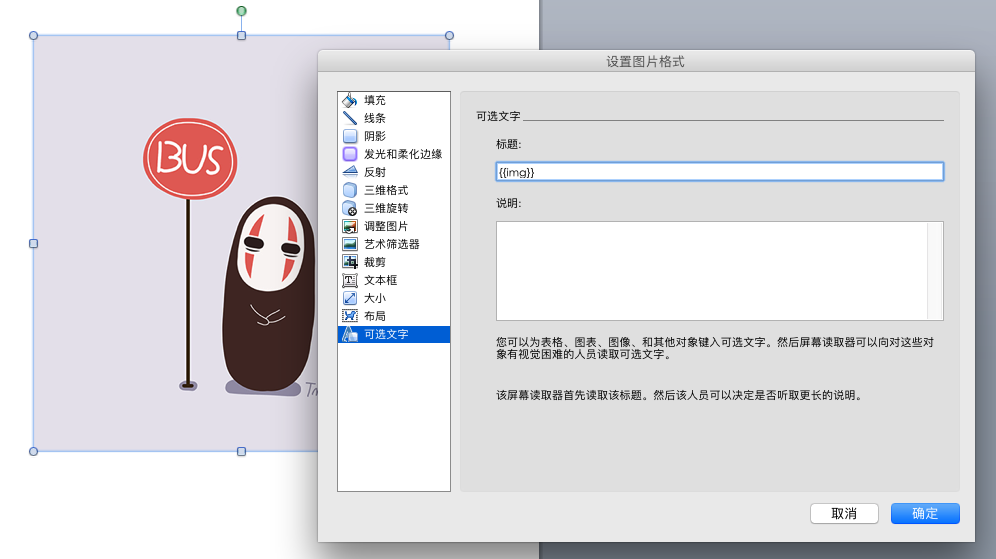 设置图片格式
BUS
填充
线条
阴影
发光和柔化边缘
反射
三维格式
三维旋转
调整图片
艺术筛选器
裁剪
文本框
大小
布局
可选文字
可选文字
标题:
{{img}}
说明:
您可以为表格、图表、图像、和其他对象键入可选文字。然后屏幕读取器可以向对这些对
象有视觉困难的人员读取可选文字。
该屏幕读取器首先读取该标题。然后该人员可以决定是否听取更长的说明。
取消
确定